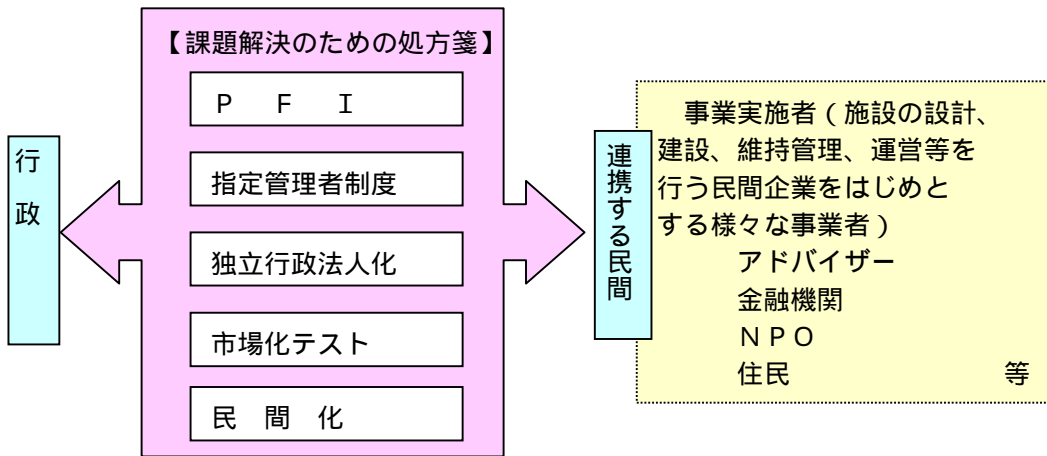 【課題解決のための処方箋】
Ｐ　Ｆ　Ｉ
指定管理者制度
独立行政法人化
市場化テスト
民　間　化
行政
連携する民間
事業実施者（施設の設計、
建設、維持管理、運営等を
行う民間企業をはじめと
する様々な事業者）
アドバイザー
金融機関
ＮＰＯ
住民　　　　　　　　等